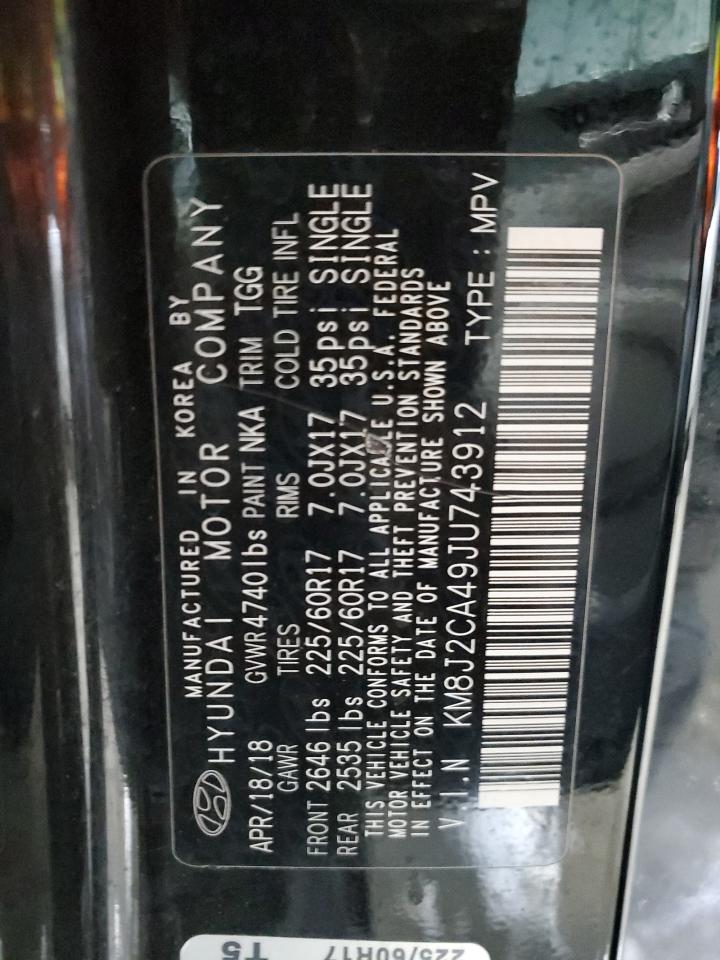 MANUFACTURED IN KOREA BY
HYUNDAI MOTOR COMPANY
APR/18/18 GVWR 4740lbs PAINT NKA TRIM TGG
GAWR TIRES RIMS COLD TIRE INFL
FRONT 2646 lbs 225/60R17 7.0JX17 35psi SINGLE
REAR 2535 lbs 225/60R17 7.0JX17 35psi SINGLE
THIS VEHICLE CONFORMS TO ALL APPLICABLE U.S.A. FEDERAL
MOTOR VEHICLE SAFETY AND THEFT PREVENTION STANDARDS
IN EFFECT ON THE DATE OF MANUFACTURE SHOWN ABOVE
V.I.N KM8J2CA49JU743912 TYPE : MPV
T5
225/60R17